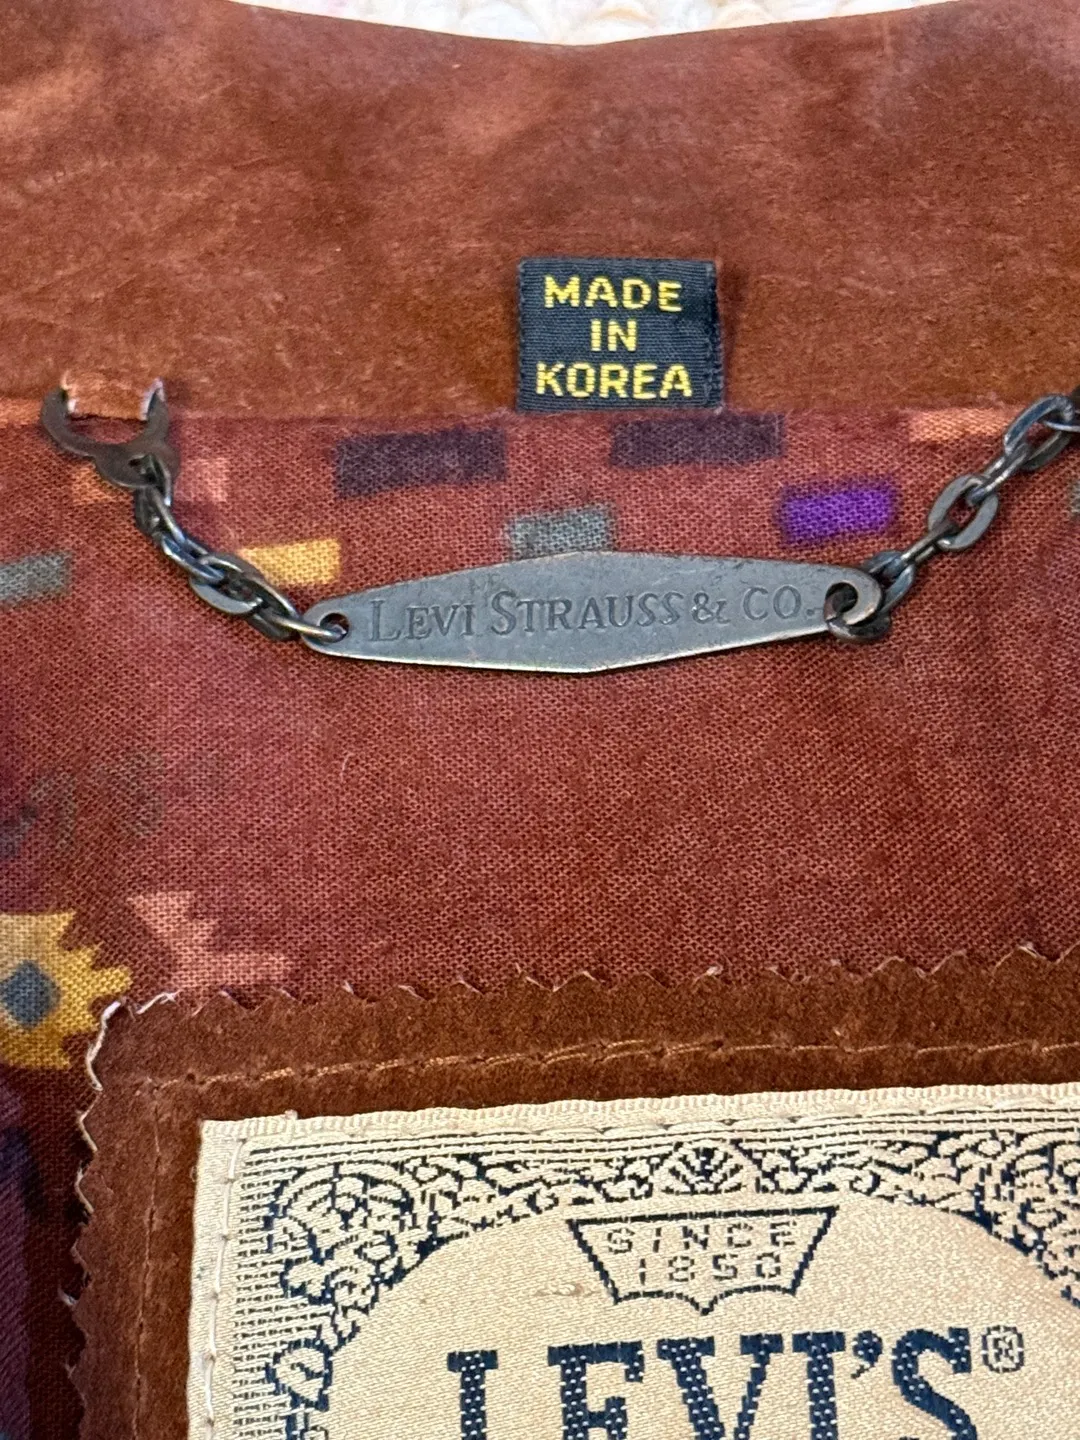 MADE
IN
KOREA
LEVI STRAUSS & CO.
SINCE
1850
LEVI'S®